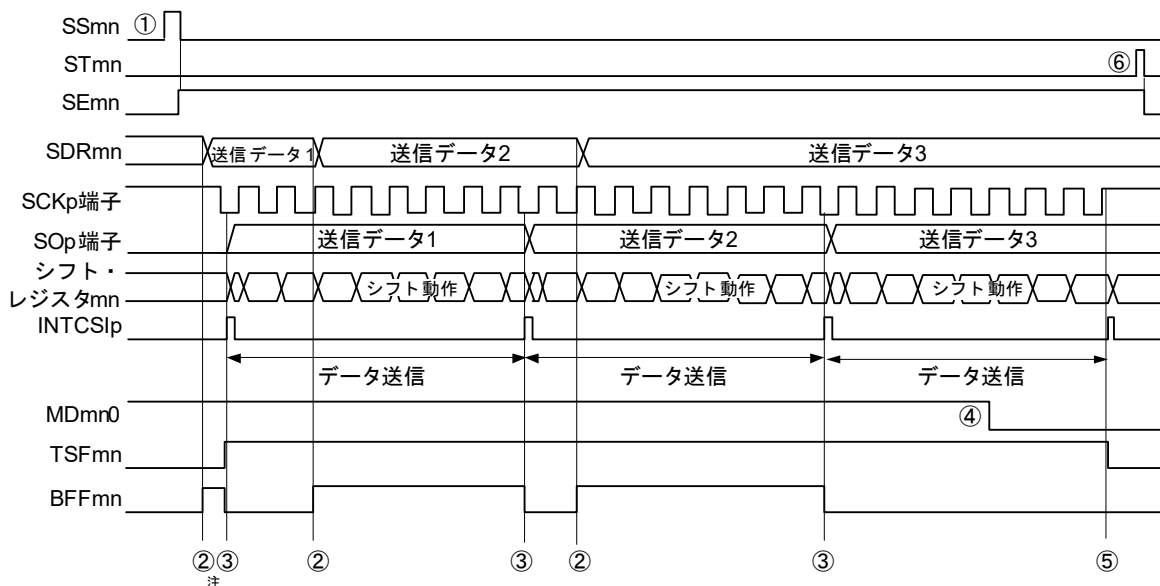 SSmn ①
STmn ⑥
SEmn
SDRmn 送信データ1 送信データ2 送信データ3
SCKp端子
SOp端子 送信データ1 送信データ2 送信データ3
シフト・
レジスタmn シフト動作 シフト動作 シフト動作
INTCSIp
データ送信 データ送信 データ送信
MDmn0 ④
TSFmn
BFFmn
②③ ② ③ ② ③ ⑤
注